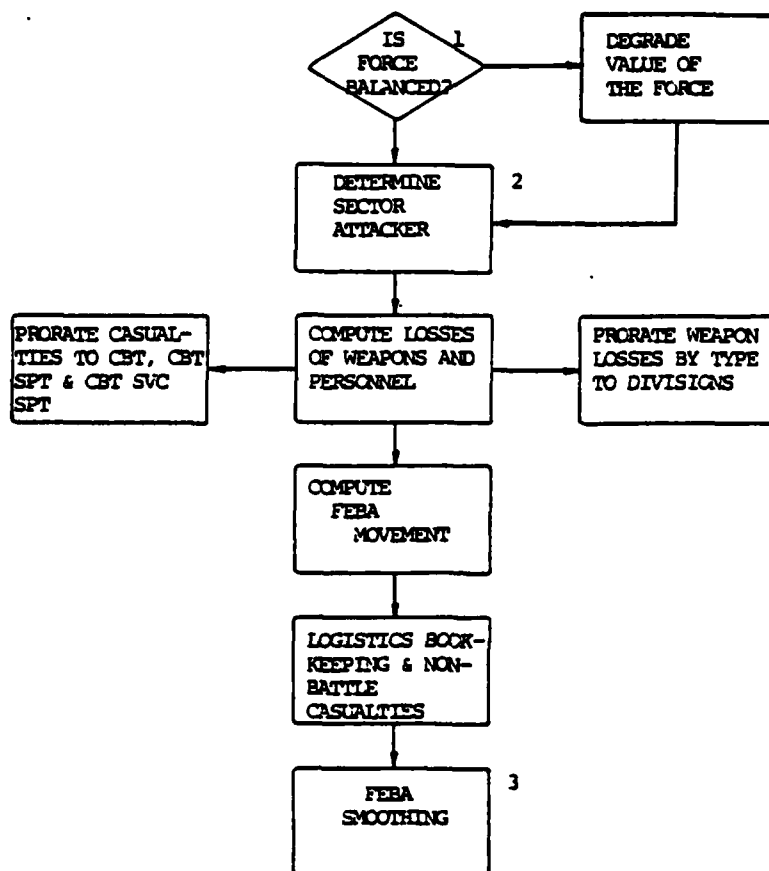 IS
FORCE
BALANCED?
1
DEGRADE
VALUE OF
THE FORCE
DETERMINE
SECTOR
ATTACKER
2
PRORATE CASUAL-
TIES TO CBT, CBT
SPT & CBT SVC
SPT
COMPUTE LOSSES
OF WEAPONS AND
PERSONNEL
PRORATE WEAPON
LOSSES BY TYPE
TO DIVISIONS
COMPUTE
FEBA
MOVEMENT
LOGISTICS BOOK-
KEEPING & NON-
BATTLE
CASUALTIES
FEBA
SMOOTHING
3